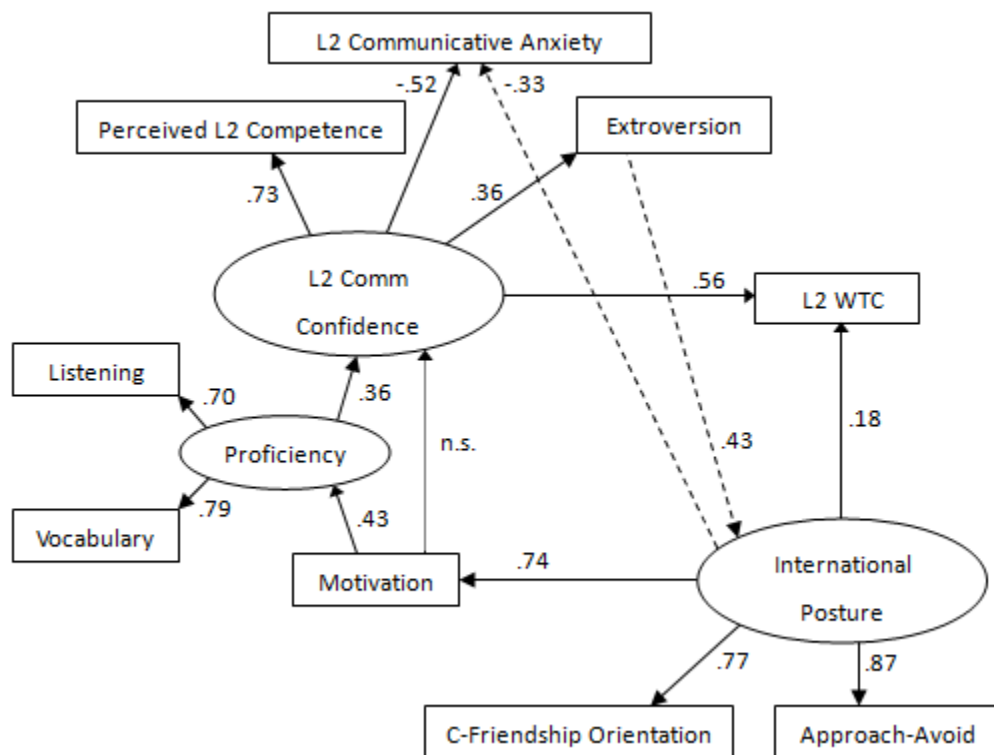 L2 Communicative Anxiety
-.52
-.33
Perceived L2 Competence
Extroversion
.73
.36
L2 Comm
Confidence
.56
L2 WTC
Listening
.70
.36
Proficiency
n.s.
.43
.18
.79
Vocabulary
.43
Motivation
.74
International
Posture
.77
.87
C-Friendship Orientation
Approach-Avoid